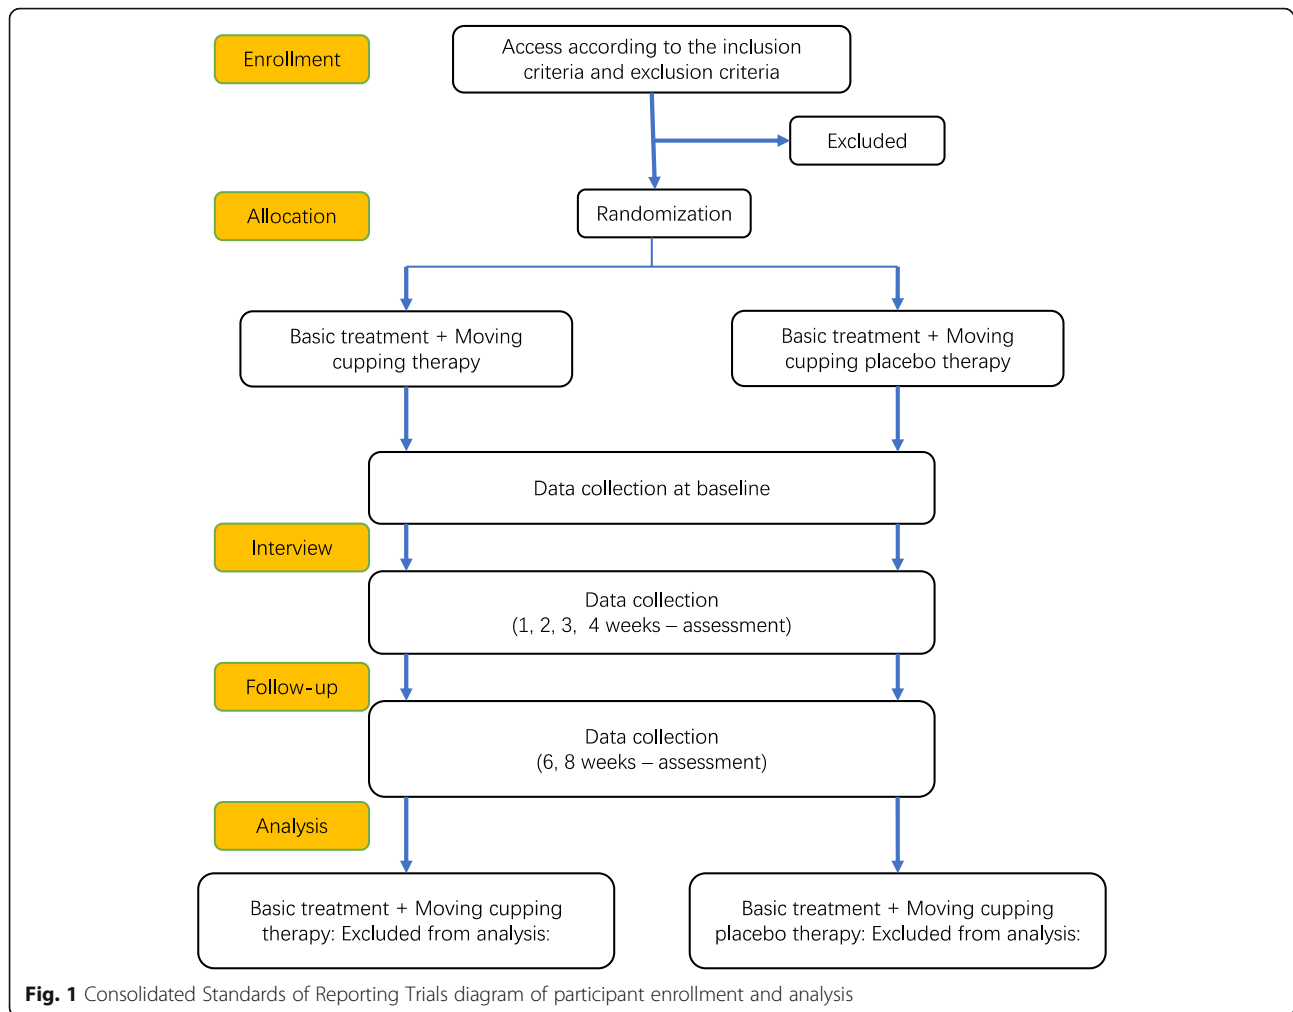 Enrollment
Access according to the inclusion
criteria and exclusion criteria
Excluded
Allocation
Randomization
Basic treatment + Moving
cupping therapy
Basic treatment + Moving
cupping placebo therapy
Data collection at baseline
Interview
Data collection
(1, 2, 3,  4 weeks – assessment)
Follow-up
Data collection
(6, 8 weeks – assessment)
Analysis
Basic treatment + Moving cupping
therapy: Excluded from analysis:
Basic treatment + Moving cupping
placebo therapy: Excluded from analysis:
Fig. 1 Consolidated Standards of Reporting Trials diagram of participant enrollment and analysis